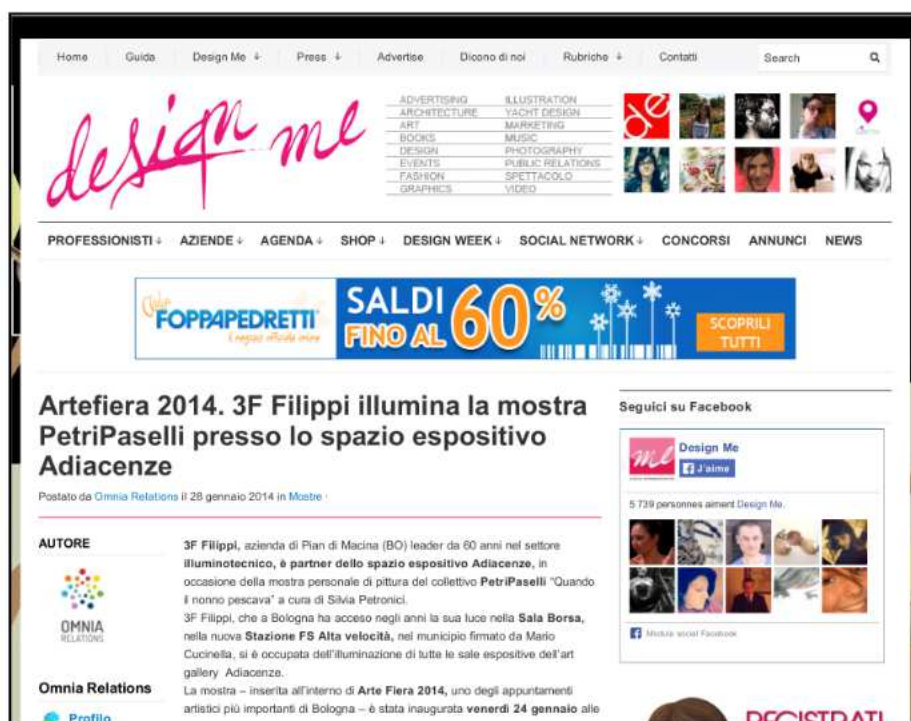 Home Guida Design Me ↓ Press ↓ Advertise Dicono di noi Rubriche ↓ Contatti Search
design me
ADVERTISING ILLUSTRATION
ARCHITECTURE YACHT DESIGN
ART MARKETING
BOOKS MUSIC
DESIGN PHOTOGRAPHY
EVENTS PUBLIC RELATIONS
FASHION SPETTACOLO
GRAPHICS VIDEO
de
PROFESSIONISTI ↓ AZIENDE ↓ AGENDA ↓ SHOP ↓ DESIGN WEEK ↓ SOCIAL NETWORK ↓ CONCORSI ANNUNCI NEWS
Club
FOPPAPEDRETTI
il negozio ufficiale online
SALDI
FINO AL
60%
SCOPRILI
TUTTI
Artefiera 2014. 3F Filippi illumina la mostra
PetriPaselli presso lo spazio espositivo
Adiacenze
Postato da Omnia Relations il 28 gennaio 2014 in Mostre ·
AUTORE
OMNIA
RELATIONS
Omnia Relations
Profilo
3F Filippi, azienda di Pian di Macina (BO) leader da 60 anni nel settore
illuminotecnico, è partner dello spazio espositivo Adiacenze, in
occasione della mostra personale di pittura del collettivo PetriPaselli "Quando
il nonno pescava" a cura di Silvia Petronici.
3F Filippi, che a Bologna ha acceso negli anni la sua luce nella Sala Borsa,
nella nuova Stazione FS Alta velocità, nel municipio firmato da Mario
Cucinella, si è occupata dell'illuminazione di tutte le sale espositive dell'art
gallery Adiacenze.
La mostra – inserita all'interno di Arte Fiera 2014, uno degli appuntamenti
artistici più importanti di Bologna – è stata inaugurata venerdì 24 gennaio alle
Seguici su Facebook
me
Design Me
J'aime
5 739 personnes aiment Design Me.
Module social Facebook
REGISTRATI